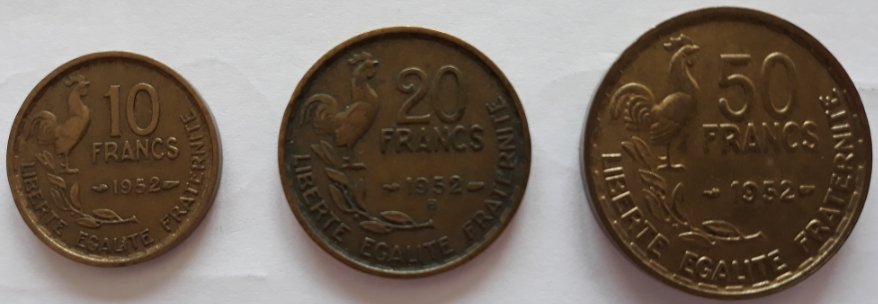 10
FRANCS
1952
LIBERTE EGALITE FRATERNITE
20
FRANCS
1952
B
LIBERTE EGALITE FRATERNITE
50
FRANCS
1952
LIBERTE EGALITE FRATERNITE